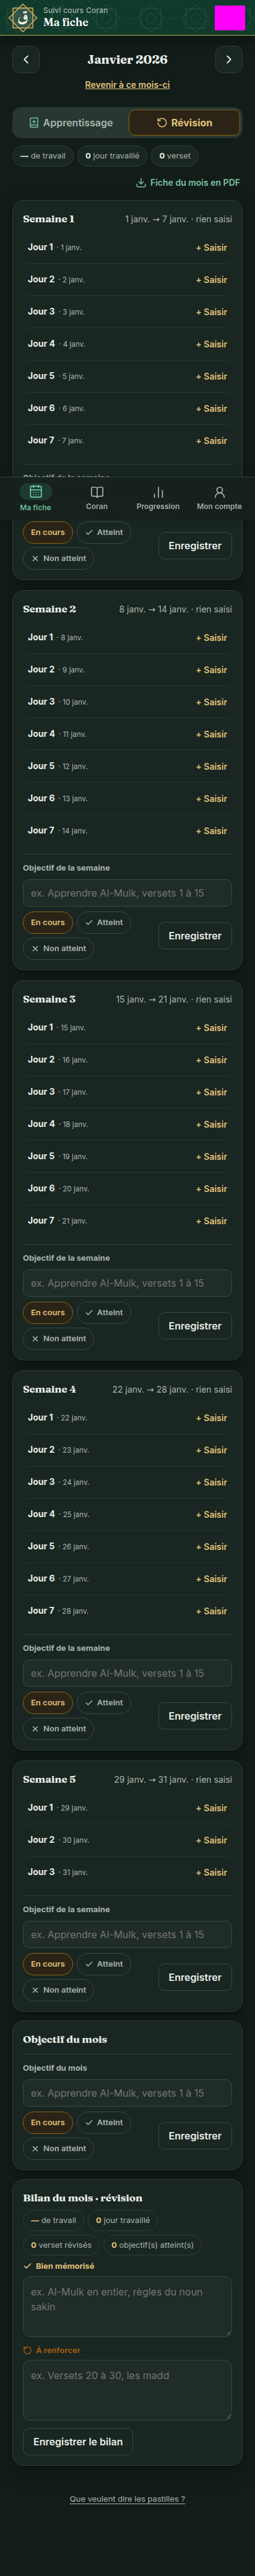 Suivi cours Coran
Ma fiche
Janvier 2026
Revenir à ce mois-ci
Apprentissage
Révision
— de travail
0 jour travaillé
0 verset
Fiche du mois en PDF
Semaine 1
1 janv. → 7 janv. · rien saisi
Jour 1 · 1 janv.
+ Saisir
Jour 2 · 2 janv.
+ Saisir
Jour 3 · 3 janv.
+ Saisir
Jour 4 · 4 janv.
+ Saisir
Jour 5 · 5 janv.
+ Saisir
Jour 6 · 6 janv.
+ Saisir
Jour 7 · 7 janv.
+ Saisir
Ma fiche
Coran
Progression
Mon compte
En cours
Atteint
Non atteint
Enregistrer
Semaine 2
8 janv. → 14 janv. · rien saisi
Jour 1 · 8 janv.
+ Saisir
Jour 2 · 9 janv.
+ Saisir
Jour 3 · 10 janv.
+ Saisir
Jour 4 · 11 janv.
+ Saisir
Jour 5 · 12 janv.
+ Saisir
Jour 6 · 13 janv.
+ Saisir
Jour 7 · 14 janv.
+ Saisir
Objectif de la semaine
ex. Apprendre Al-Mulk, versets 1 à 15
En cours
Atteint
Non atteint
Enregistrer
Semaine 3
15 janv. → 21 janv. · rien saisi
Jour 1 · 15 janv.
+ Saisir
Jour 2 · 16 janv.
+ Saisir
Jour 3 · 17 janv.
+ Saisir
Jour 4 · 18 janv.
+ Saisir
Jour 5 · 19 janv.
+ Saisir
Jour 6 · 20 janv.
+ Saisir
Jour 7 · 21 janv.
+ Saisir
Objectif de la semaine
ex. Apprendre Al-Mulk, versets 1 à 15
En cours
Atteint
Non atteint
Enregistrer
Semaine 4
22 janv. → 28 janv. · rien saisi
Jour 1 · 22 janv.
+ Saisir
Jour 2 · 23 janv.
+ Saisir
Jour 3 · 24 janv.
+ Saisir
Jour 4 · 25 janv.
+ Saisir
Jour 5 · 26 janv.
+ Saisir
Jour 6 · 27 janv.
+ Saisir
Jour 7 · 28 janv.
+ Saisir
Objectif de la semaine
ex. Apprendre Al-Mulk, versets 1 à 15
En cours
Atteint
Non atteint
Enregistrer
Semaine 5
29 janv. → 31 janv. · rien saisi
Jour 1 · 29 janv.
+ Saisir
Jour 2 · 30 janv.
+ Saisir
Jour 3 · 31 janv.
+ Saisir
Objectif de la semaine
ex. Apprendre Al-Mulk, versets 1 à 15
En cours
Atteint
Non atteint
Enregistrer
Objectif du mois
Objectif du mois
ex. Apprendre Al-Mulk, versets 1 à 15
En cours
Atteint
Non atteint
Enregistrer
Bilan du mois · révision
— de travail
0 jour travaillé
0 verset révisés
0 objectif(s) atteint(s)
Bien mémorisé
ex. Al-Mulk en entier, règles du noun
sakin
À renforcer
ex. Versets 20 à 30, les madd
Enregistrer le bilan
Que veulent dire les pastilles ?